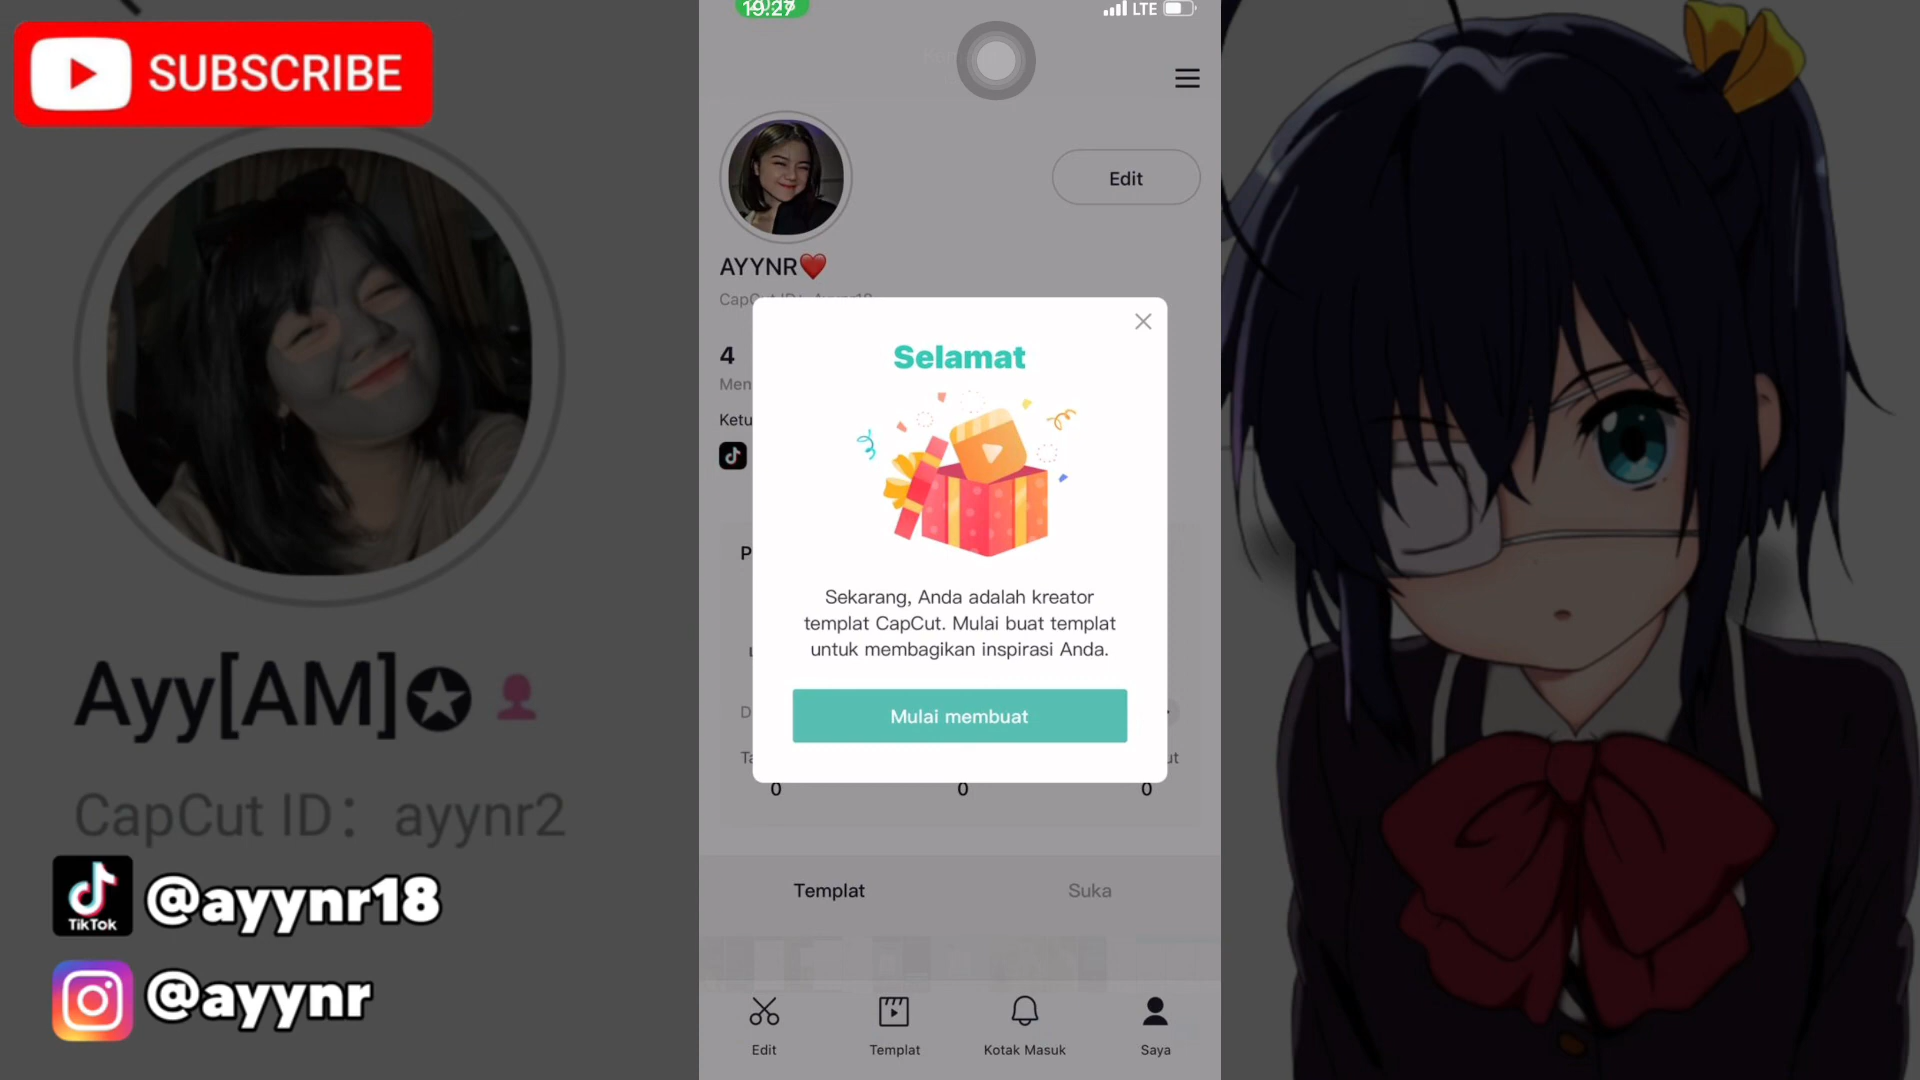 SUBSCRIBE
Ayy[AM]
CapCut ID： ayynr2
TikTok
@ayynr18
@ayynr
LTE
Edit
AYYNR❤️
4
Ketu
Selamat
Sekarang, Anda adalah kreator
templat CapCut. Mulai buat templat
untuk membagikan inspirasi Anda.
Mulai membuat
0 0 0
Templat Suka
Edit Templat Kotak Masuk Saya